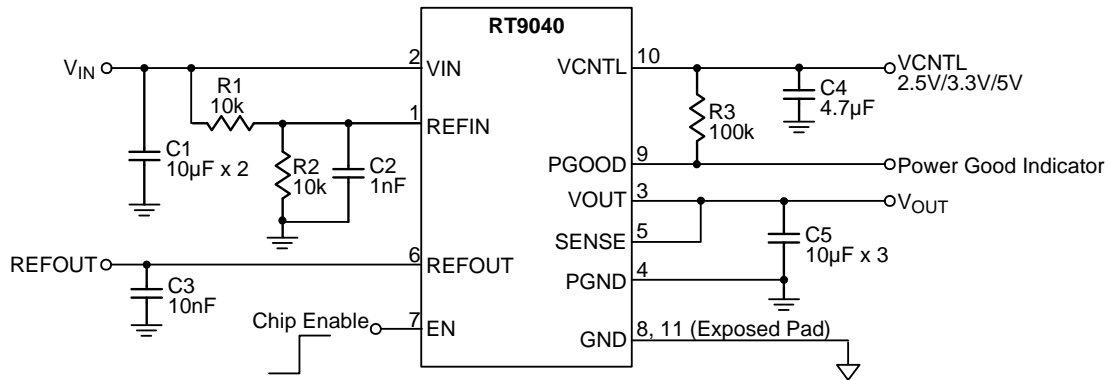 RT9040
V_IN
2
VIN
VCNTL
10
VCNTL
2.5V/3.3V/5V
R1
10k
1
REFIN
C1
10μF x 2
R2
10k
C2
1nF
R3
100k
C4
4.7μF
PGOOD
9
Power Good Indicator
VOUT
3
V_OUT
SENSE
5
C5
10μF x 3
REFOUT
6
REFOUT
PGND
4
C3
10nF
Chip Enable
7
EN
GND
8, 11 (Exposed Pad)